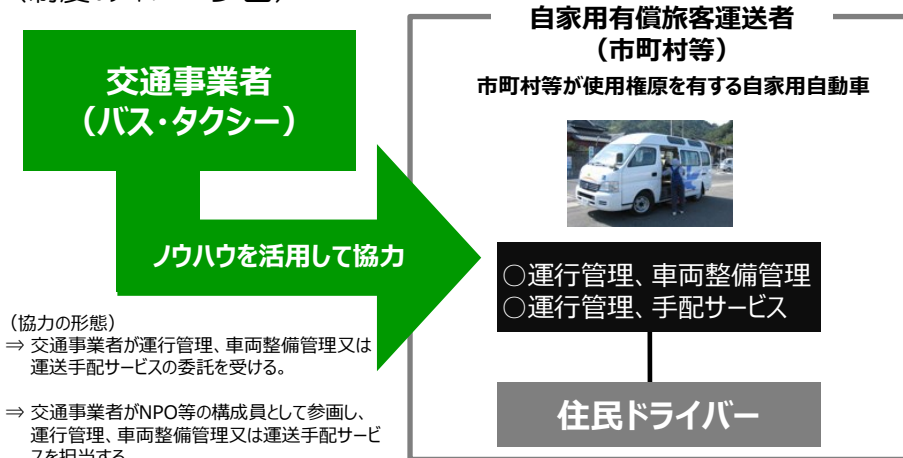 交通事業者
（バス・タクシー）
ノウハウを活用して協力
（協力の形態）
⇒ 交通事業者が運行管理、車両整備管理又は
運送手配サービスの委託を受ける。
⇒ 交通事業者がNPO等の構成員として参画し、
運行管理、車両整備管理又は運送手配サービ
スを担当する
自家用有償旅客運送者
（市町村等）
市町村等が使用権原を有する自家用自動車
○運行管理、車両整備管理
○運行管理、手配サービス
住民ドライバー